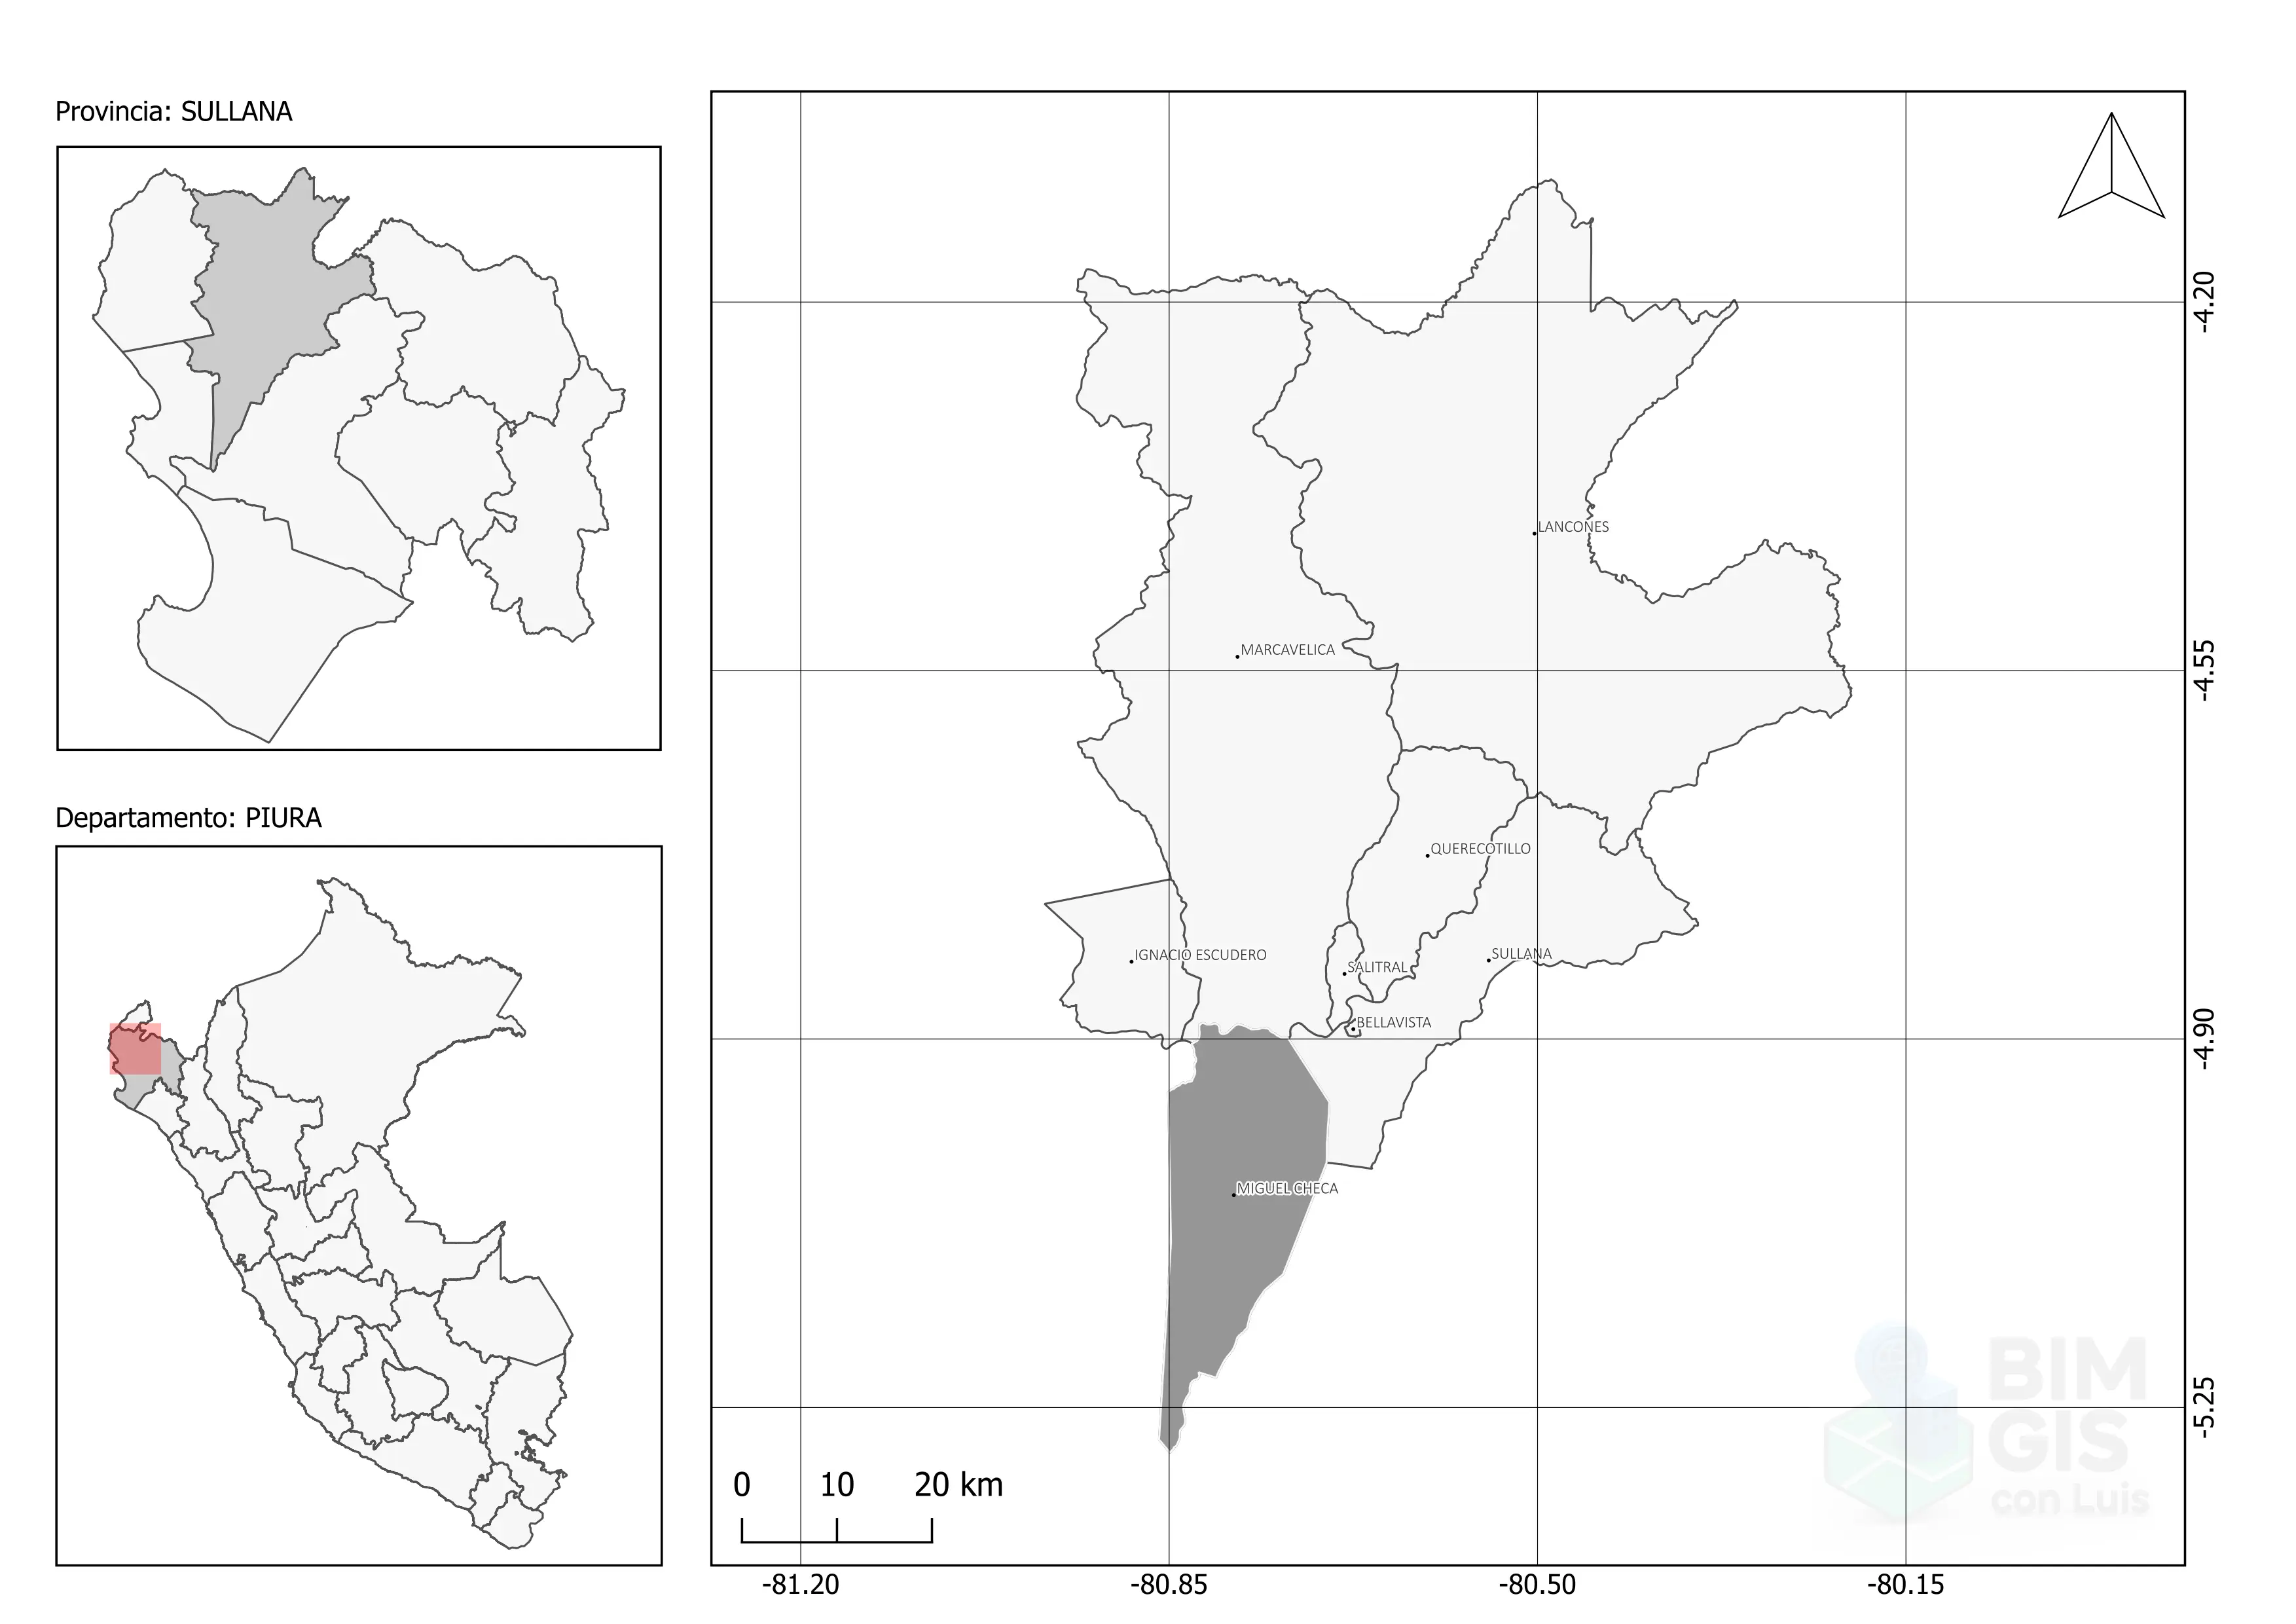 Provincia: SULLANA
Departamento: PIURA
LANCONES
MARCAVELICA
QUERECOTILLO
IGNACIO ESCUDERO
SALITRAL
SULLANA
BELLAVISTA
MIGUEL CHECA
-4.20
-4.55
-4.90
-5.25
BIM
GIS
con Luis
0 10 20 km
-81.20 -80.85 -80.50 -80.15